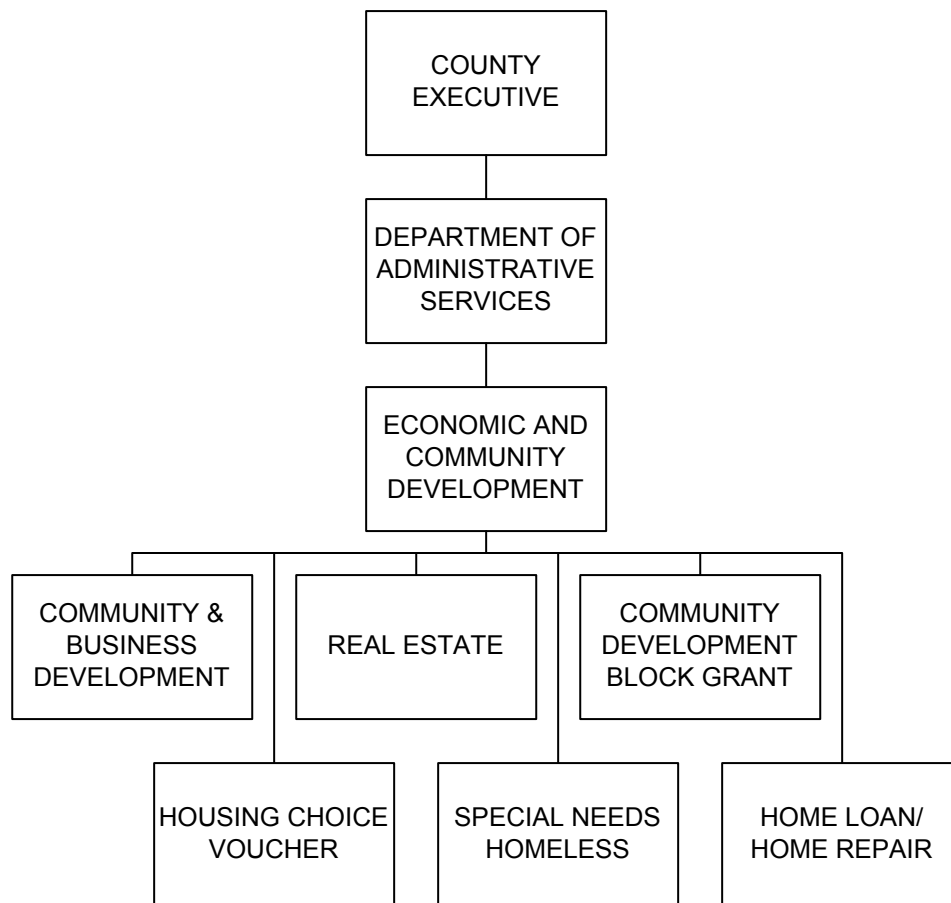 COUNTY
EXECUTIVE
DEPARTMENT OF
ADMINISTRATIVE
SERVICES
ECONOMIC AND
COMMUNITY
DEVELOPMENT
COMMUNITY &
BUSINESS
DEVELOPMENT
REAL ESTATE
COMMUNITY
DEVELOPMENT
BLOCK GRANT
HOUSING CHOICE
VOUCHER
SPECIAL NEEDS
HOMELESS
HOME LOAN/
HOME REPAIR